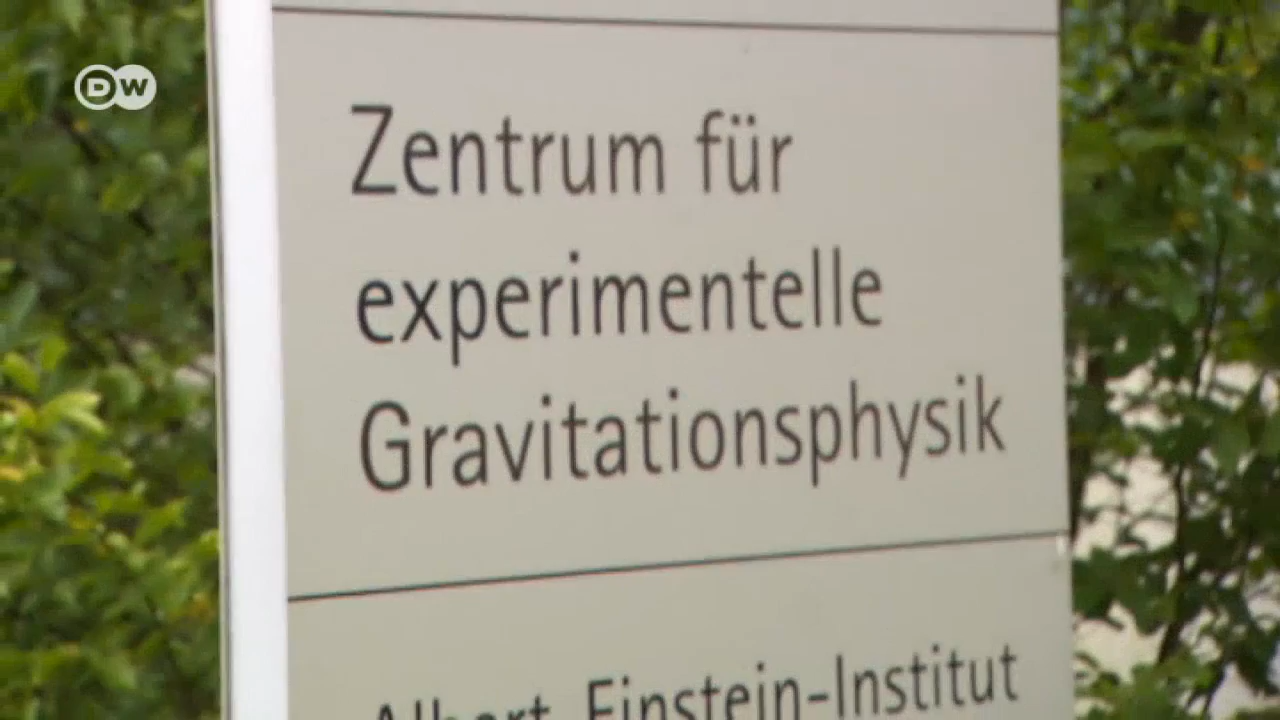 DW
Zentrum für
experimentelle
Gravitationsphysik
Albert-Einstein-Institut